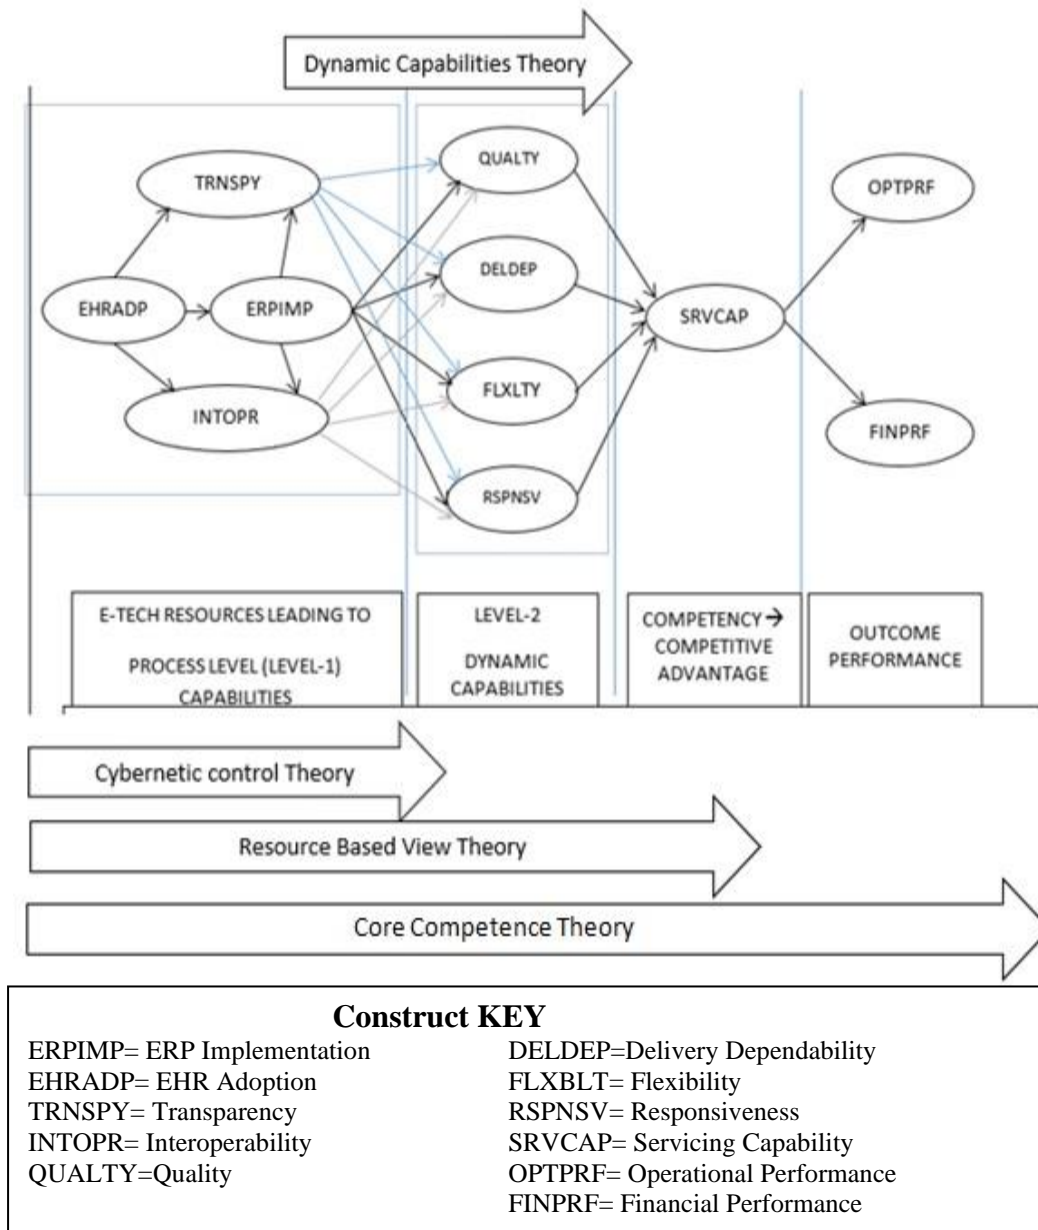 Dynamic Capabilities Theory
TRNSPY
QUALTY
OPTPRF
DELDEP
EHRADP
ERPIMP
SRVCAP
FLXLTY
INTOPR
FINPRF
RSPNSV
E-TECH RESOURCES LEADING TO
PROCESS LEVEL (LEVEL-1)
CAPABILITIES
LEVEL-2
DYNAMIC
CAPABILITIES
COMPETENCY→
COMPETITIVE
ADVANTAGE
OUTCOME
PERFORMANCE
Cybernetic control Theory
Resource Based View Theory
Core Competence Theory
Construct KEY
ERPIMP= ERP Implementation
EHRADP= EHR Adoption
TRNSPY= Transparency
INTOPR= Interoperability
QUALTY=Quality
DELDEP=Delivery Dependability
FLXBLT= Flexibility
RSPNSV= Responsiveness
SRVCAP= Servicing Capability
OPTPRF= Operational Performance
FINPRF= Financial Performance